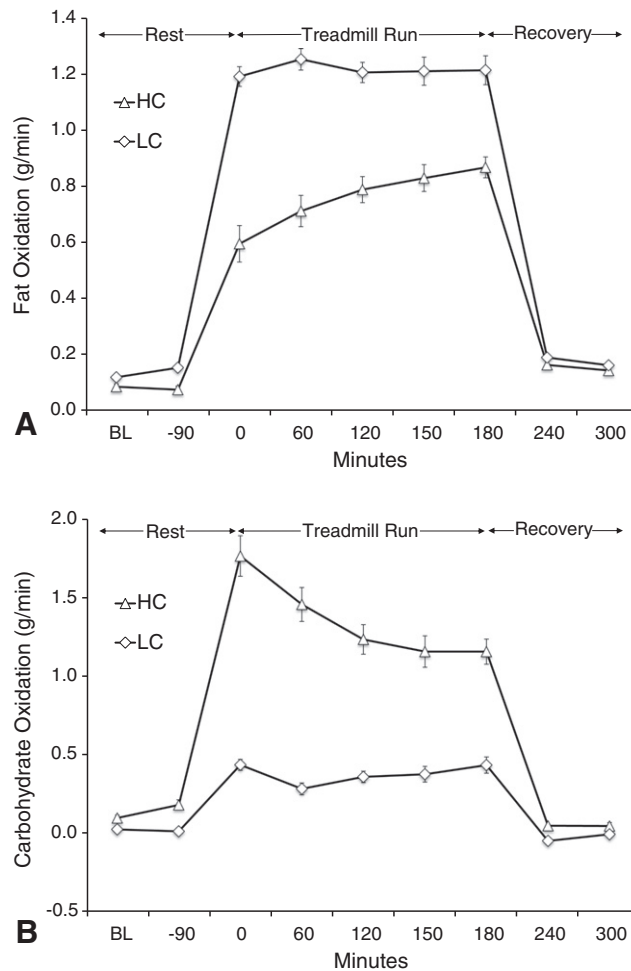 1.4
Rest Treadmill Run Recovery
1.2
HC
1.0
LC
0.8
0.6
0.4
0.2
0.0
Fat Oxidation (g/min)
A
BL -90 0 60 120 150 180 240 300
Minutes
2.0
Rest Treadmill Run Recovery
HC
1.5
LC
1.0
0.5
0.0
-0.5
Carbohydrate Oxidation (g/min)
B
BL -90 0 60 120 150 180 240 300
Minutes